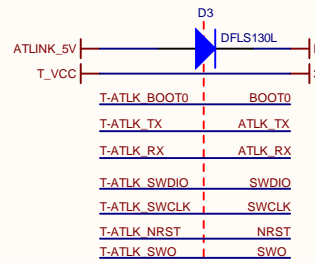 D3
ATLINK_5V DFLS130L
T_VCC
T-ATLK_BOOT0 BOOT0
T-ATLK_TX ATLK_TX
T-ATLK_RX ATLK_RX
T-ATLK_SWDIO SWDIO
T-ATLK_SWCLK SWCLK
T-ATLK_NRST NRST
T-ATLK_SWO SWO